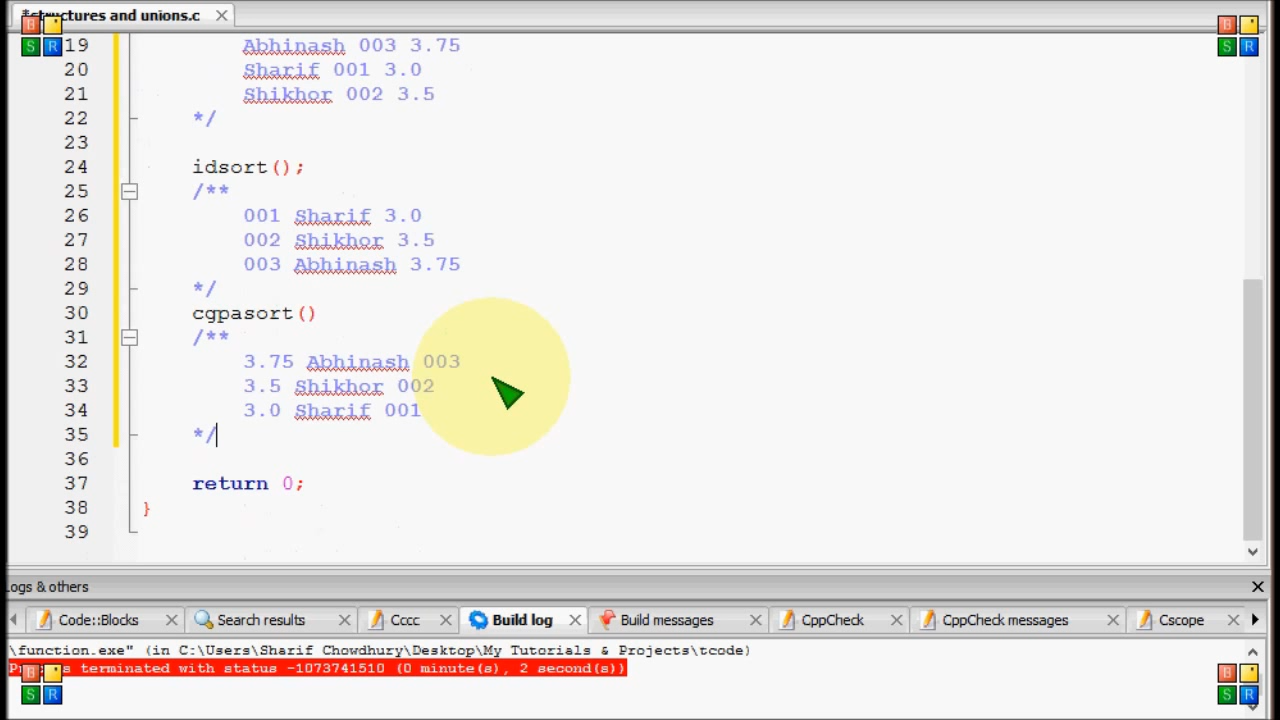 *structures and unions.c
B S R
B S R
19 Abhinash 003 3.75
20 Sharif 001 3.0
21 Shikhor 002 3.5
22 */
23
24 idsort();
25 /**
26 001 Sharif 3.0
27 002 Shikhor 3.5
28 003 Abhinash 3.75
29 */
30 cgpasort()
31 /**
32 3.75 Abhinash 003
33 3.5 Shikhor 002
34 3.0 Sharif 001
35 */
36
37 return 0;
38 }
39
Logs & others
Code::Blocks Search results Cccc Build log Build messages CppCheck CppCheck messages Cscope
\function.exe" (in C:\Users\Sharif Chowdhury\Desktop\My Tutorials & Projects\tcode)
terminated with status -1073741510 (0 minute(s), 2 second(s))
B S R
B S R